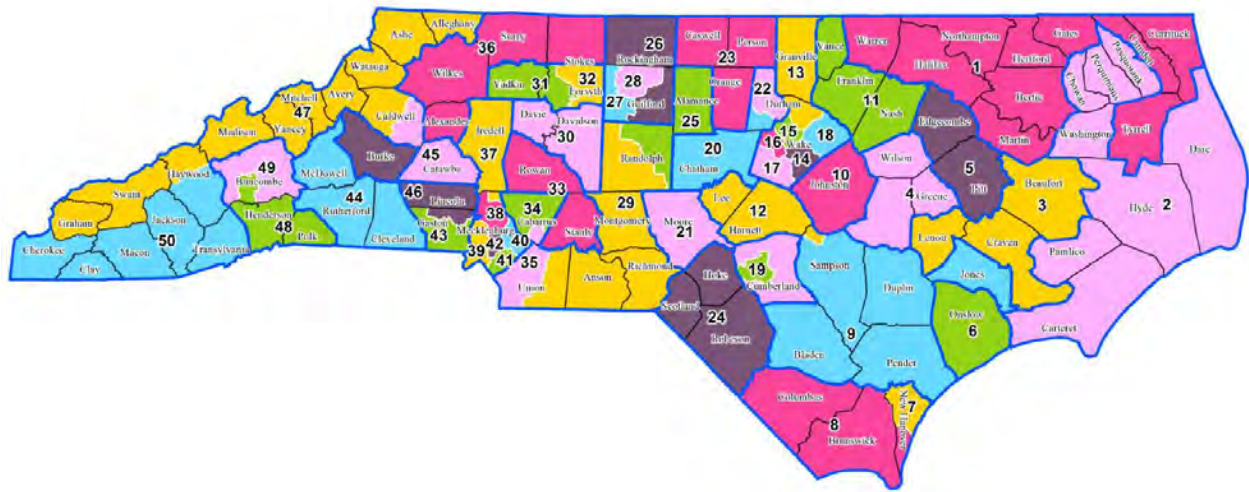 Alleghany
Ashe
Surry
36
Stokes
26
Rockingham
Caswell
Person
23
Granville
13
Vance
Warren
Northampton
Halifax
1
Hertford
Gates
Camden
Currituck
Pasquotank
Perquimans
Chowan
Bertie
Watauga
Wilkes
Yadkin
31
32
Forsyth
27
28
Guilford
Alamance
25
Orange
22
Durham
Franklin
11
Nash
Edgecombe
Martin
Washington
Tyrrell
Dare
Mitchell
47
Yancey
Avery
Caldwell
Alexander
Iredell
37
Davie
Davidson
30
Randolph
20
Chatham
15
16
Wake
14
17
18
Wilson
5
Pitt
Madison
Burke
45
Catawba
Rowan
33
10
Johnston
4
Greene
Beaufort
3
Hyde
2
49
Buncombe
McDowell
Haywood
Swain
Graham
Jackson
44
Rutherford
46
Lincoln
Cleveland
Gaston
43
38
Mecklenburg
42
39
40
41
34
Cabarrus
Stanly
29
Montgomery
Moore
21
Lee
12
Harnett
Lenoir
Craven
Pamlico
Henderson
48
Polk
Cherokee
Macon
50
Clay
Transylvania
35
Union
Anson
Richmond
Hoke
19
Cumberland
Sampson
Duplin
Jones
Onslow
6
Carteret
Scotland
24
Robeson
Bladen
9
Pender
Columbus
8
Brunswick
New Hanover
7